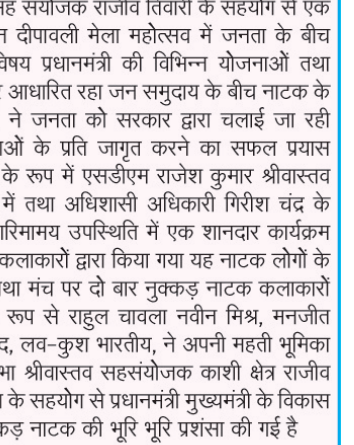 सह संयोजक राजीव तिवारी के सहयोग से एक
न दीपावली मेला महोत्सव में जनता के बीच
वेषय प्रधानमंत्री की विभिन्न योजनाओं तथा
र आधारित रहा जन समुदाय के बीच नाटक के
ने जनता को सरकार द्वारा चलाई जा रही
ाओं के प्रति जागृत करने का सफल प्रयास
के रूप में एसडीएम राजेश कुमार श्रीवास्तव
में तथा अधिशासी अधिकारी गिरीश चंद्र के
ारिमामय उपस्थिति में एक शानदार कार्यक्रम
कलाकारों द्वारा किया गया यह नाटक लोगों के
था मंच पर दो बार नुक्कड़ नाटक कलाकारों
रूप से राहुल चावला नवीन मिश्र, मनजीत
द, लव-कुश भारतीय, ने अपनी महती भूमिका
भा श्रीवास्तव सहसंयोजक काशी क्षेत्र राजीव
के सहयोग से प्रधानमंत्री मुख्यमंत्री के विकास
कड़ नाटक की भूरि भूरि प्रशंसा की गई है